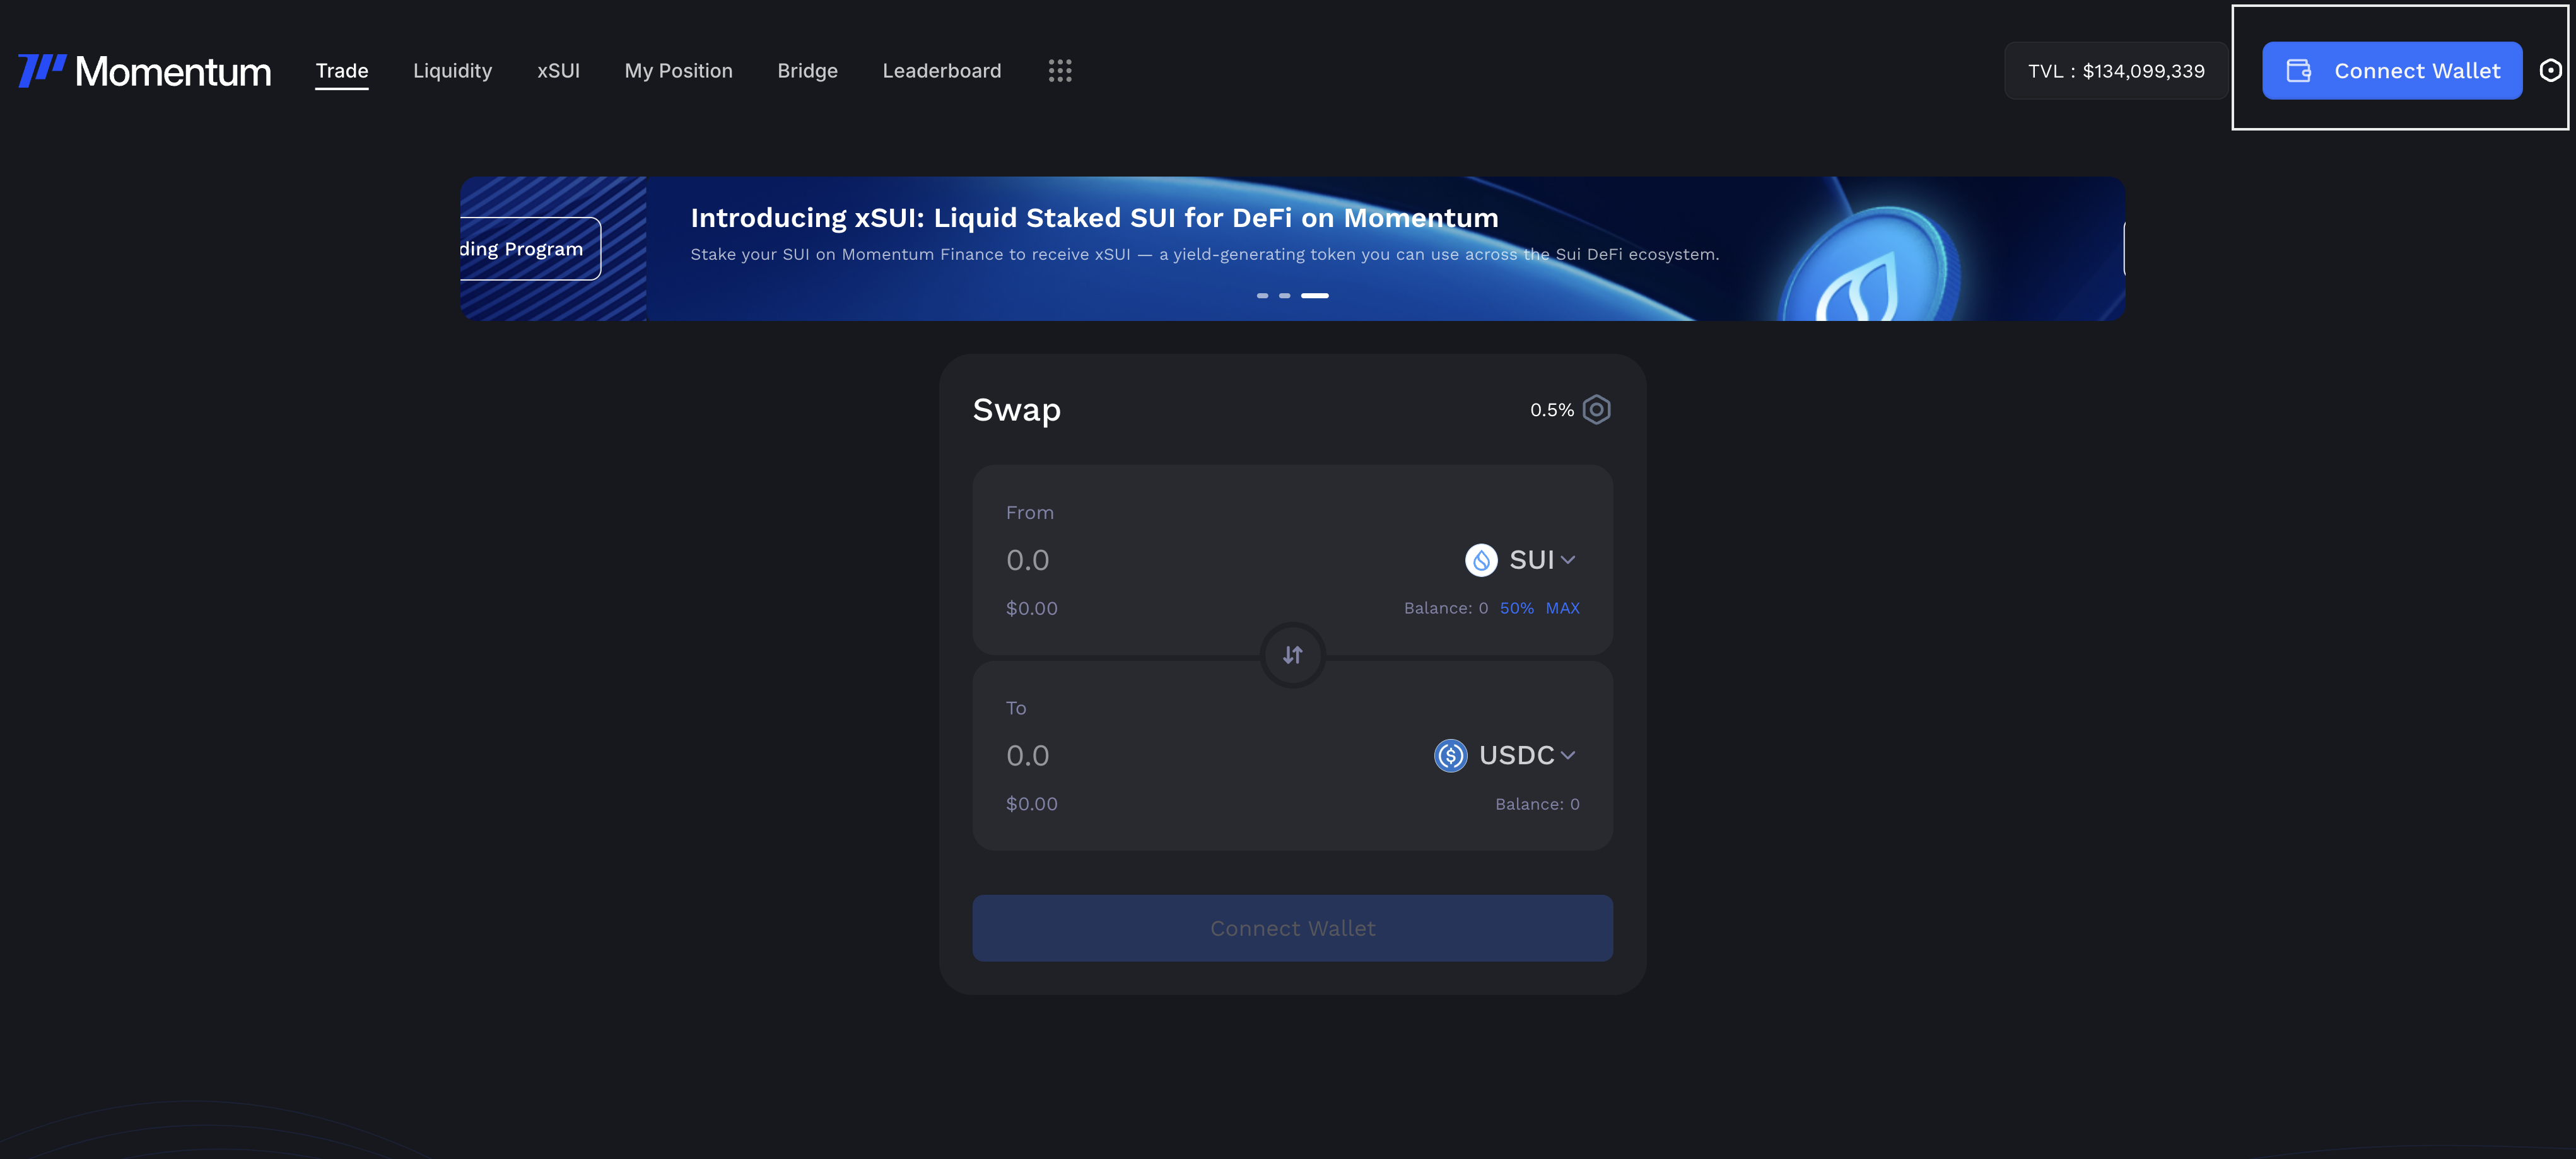 Momentum
Trade
Liquidity
xSUI
My Position
Bridge
Leaderboard
TVL : $134,099,339
Connect Wallet
ding Program
Introducing xSUI: Liquid Staked SUI for DeFi on Momentum
Stake your SUI on Momentum Finance to receive xSUI — a yield-generating token you can use across the Sui DeFi ecosystem.
Swap
0.5%
From
0.0
SUI
$0.00
Balance: 0 50% MAX
To
0.0
USDC
$0.00
Balance: 0
Connect Wallet